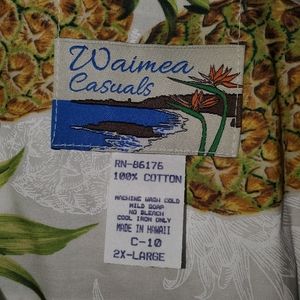 Waimea
Casuals
RN-86176
100% COTTON
MACHINE WASH COLD
MILD SOAP
NO BLEACH
COOL IRON ONLY
MADE IN HAWAII
C-10
2X-LARGE